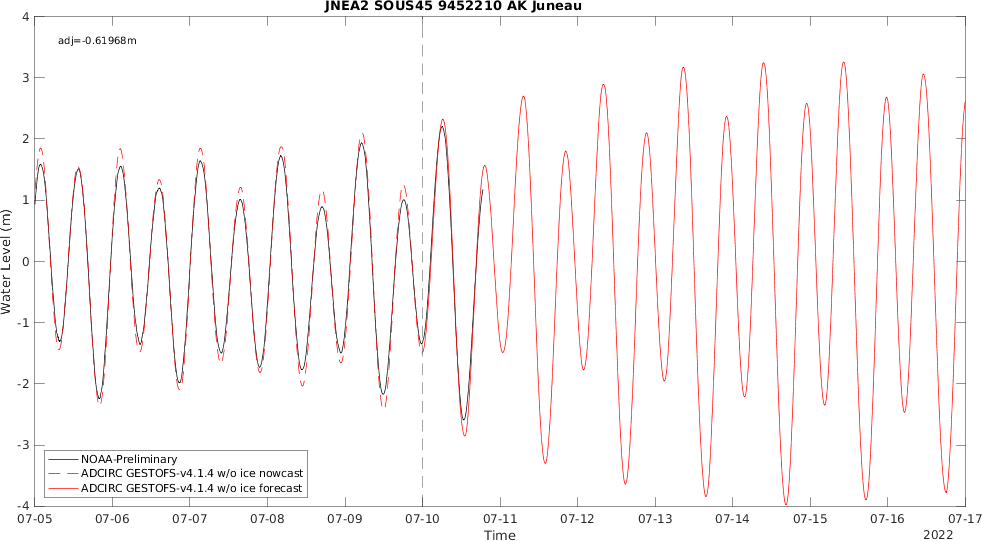 JNEA2 SOUS45 9452210 AK Juneau
adj=-0.61968m
4
3
2
1
0
-1
-2
-3
-4
Water Level (m)
NOAA-Preliminary
ADCIRC GESTOFS-v4.1.4 w/o ice nowcast
ADCIRC GESTOFS-v4.1.4 w/o ice forecast
07-05 07-06 07-07 07-08 07-09 07-10 07-11 07-12 07-13 07-14 07-15 07-16 07-17
Time
2022